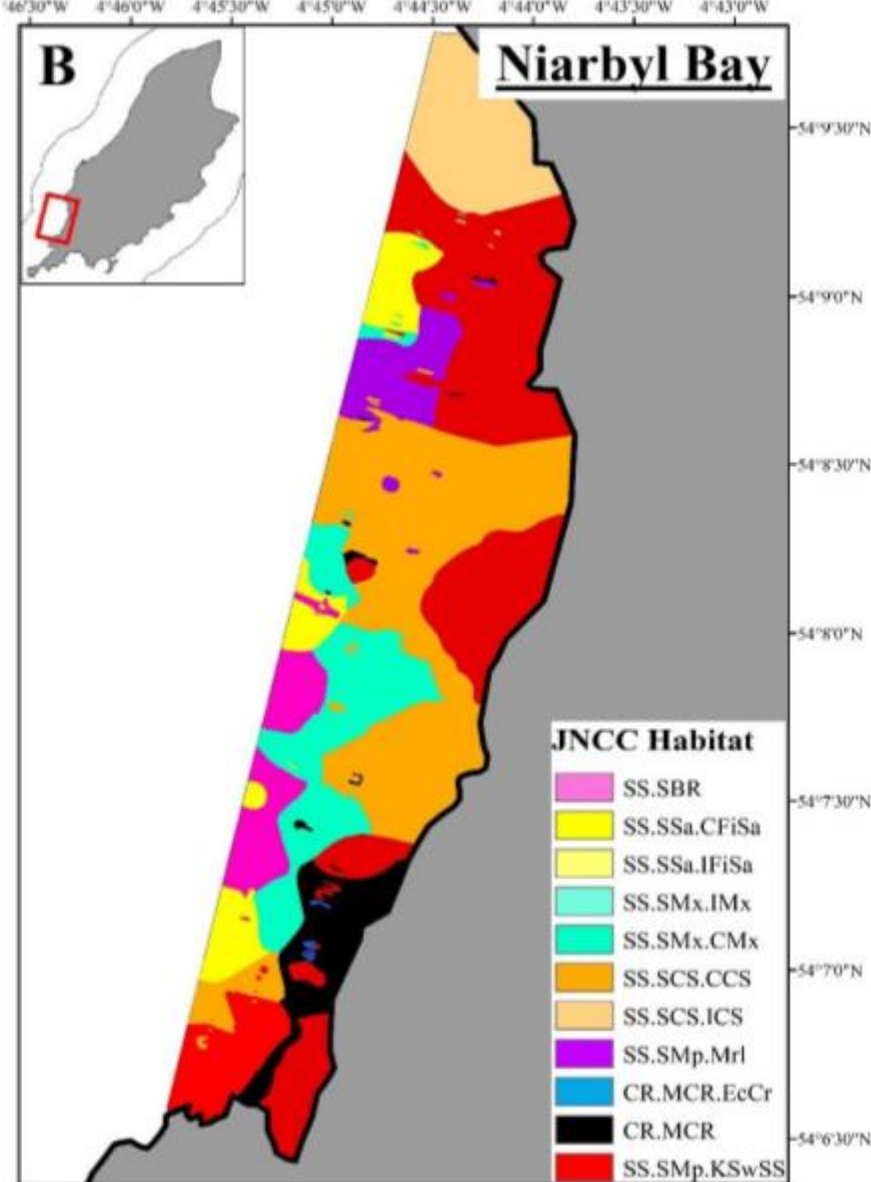 4°46'30"W 4°46'0"W 4°45'30"W 4°45'0"W 4°44'30"W 4°44'0"W 4°43'30"W 4°43'0"W
B
Niarbyl Bay
54°9'30"N
54°9'0"N
54°8'30"N
54°8'0"N
54°7'30"N
54°7'0"N
54°6'30"N
JNCC Habitat
SS.SBR
SS.SSa.CFiSa
SS.SSa.IFiSa
SS.SMx.IMx
SS.SMx.CMx
SS.SCS.CCS
SS.SCS.ICS
SS.SMp.Mrl
CR.MCR.EcCr
CR.MCR
SS.SMp.KSwSS